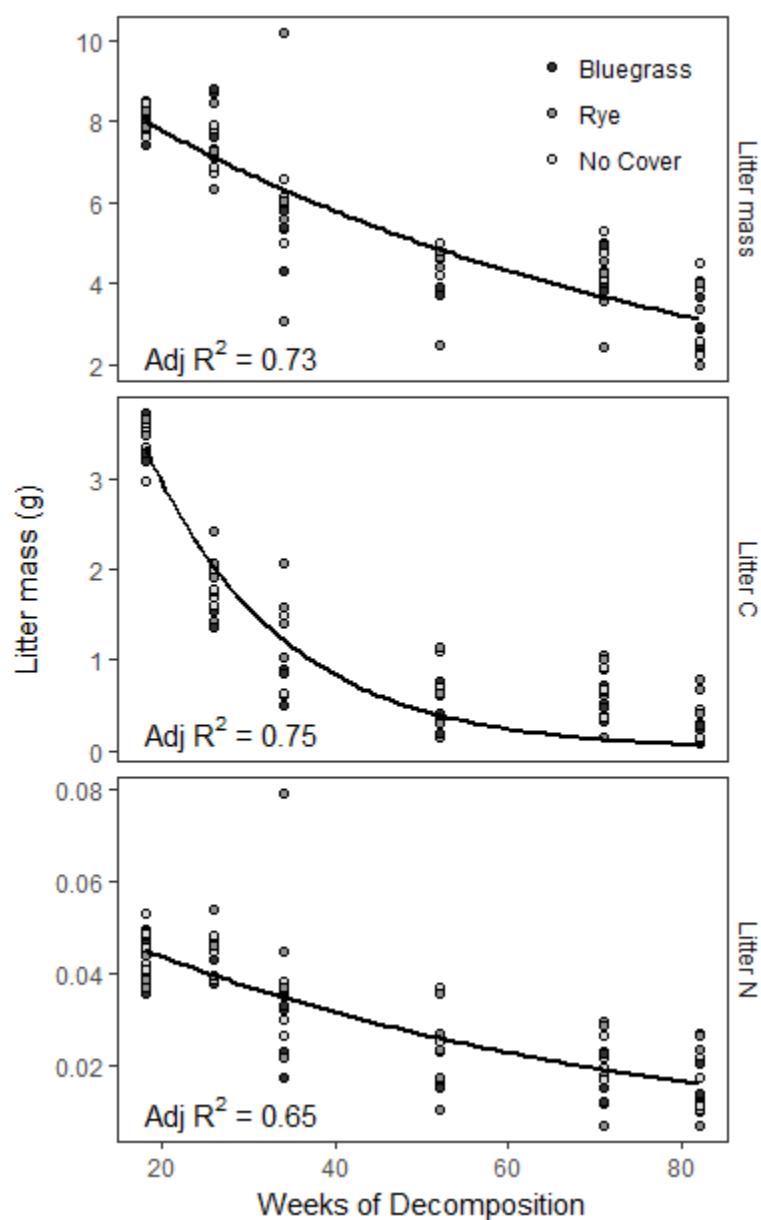 10
8
6
4
2
Bluegrass
Rye
No Cover
Adj R² = 0.73
Litter mass
3
2
1
0
Adj R² = 0.75
Litter C
0.08
0.06
0.04
0.02
Adj R² = 0.65
Litter N
Litter mass (g)
20 40 60 80
Weeks of Decomposition